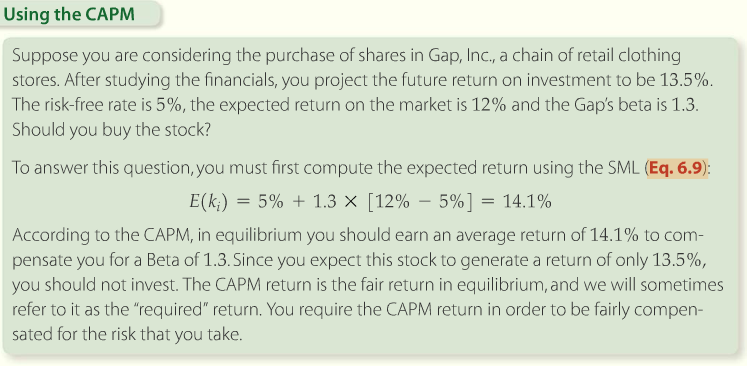 Using the CAPM
Suppose you are considering the purchase of shares in Gap, Inc., a chain of retail clothing
stores. After studying the financials, you project the future return on investment to be 13.5%.
The risk-free rate is 5%, the expected return on the market is 12% and the Gap's beta is 1.3.
Should you buy the stock?
To answer this question, you must first compute the expected return using the SML (Eq. 6.9):
E(kᵢ) = 5% + 1.3 × [12% − 5%] = 14.1%
According to the CAPM, in equilibrium you should earn an average return of 14.1% to com-
pensate you for a Beta of 1.3. Since you expect this stock to generate a return of only 13.5%,
you should not invest. The CAPM return is the fair return in equilibrium, and we will sometimes
refer to it as the "required" return. You require the CAPM return in order to be fairly compen-
sated for the risk that you take.